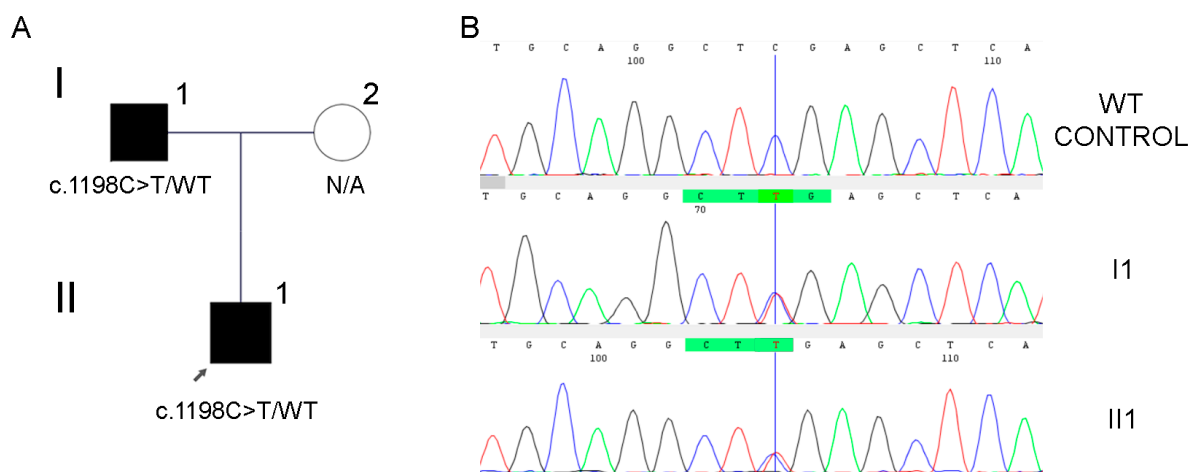 A
I
1
2
c.1198C>T/WT
N/A
II
1
c.1198C>T/WT
B
T G C A G G C T C G A G C T C A
100 110
WT
CONTROL
T G C A G G C T T G A G C T C A
70
I1
T G C A G G C T T G A G C T C A
100 110
II1